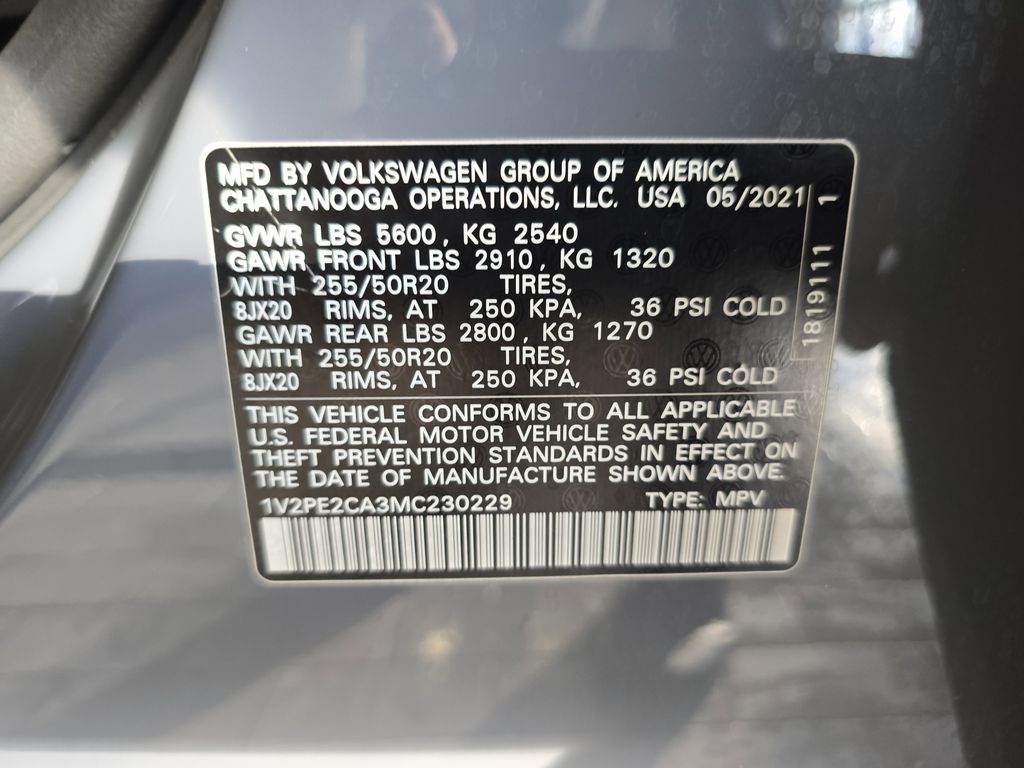 MFD BY VOLKSWAGEN GROUP OF AMERICA
CHATTANOOGA OPERATIONS, LLC. USA 05/2021
GVWR LBS 5600, KG 2540
GAWR FRONT LBS 2910, KG 1320
WITH 255/50R20 TIRES,
8JX20 RIMS, AT 250 KPA, 36 PSI COLD
GAWR REAR LBS 2800, KG 1270
WITH 255/50R20 TIRES,
8JX20 RIMS, AT 250 KPA, 36 PSI COLD
THIS VEHICLE CONFORMS TO ALL APPLICABLE
U.S. FEDERAL MOTOR VEHICLE SAFETY AND
THEFT PREVENTION STANDARDS IN EFFECT ON
THE DATE OF MANUFACTURE SHOWN ABOVE.
1V2PE2CA3MC230229 TYPE: MPV
1819111 1